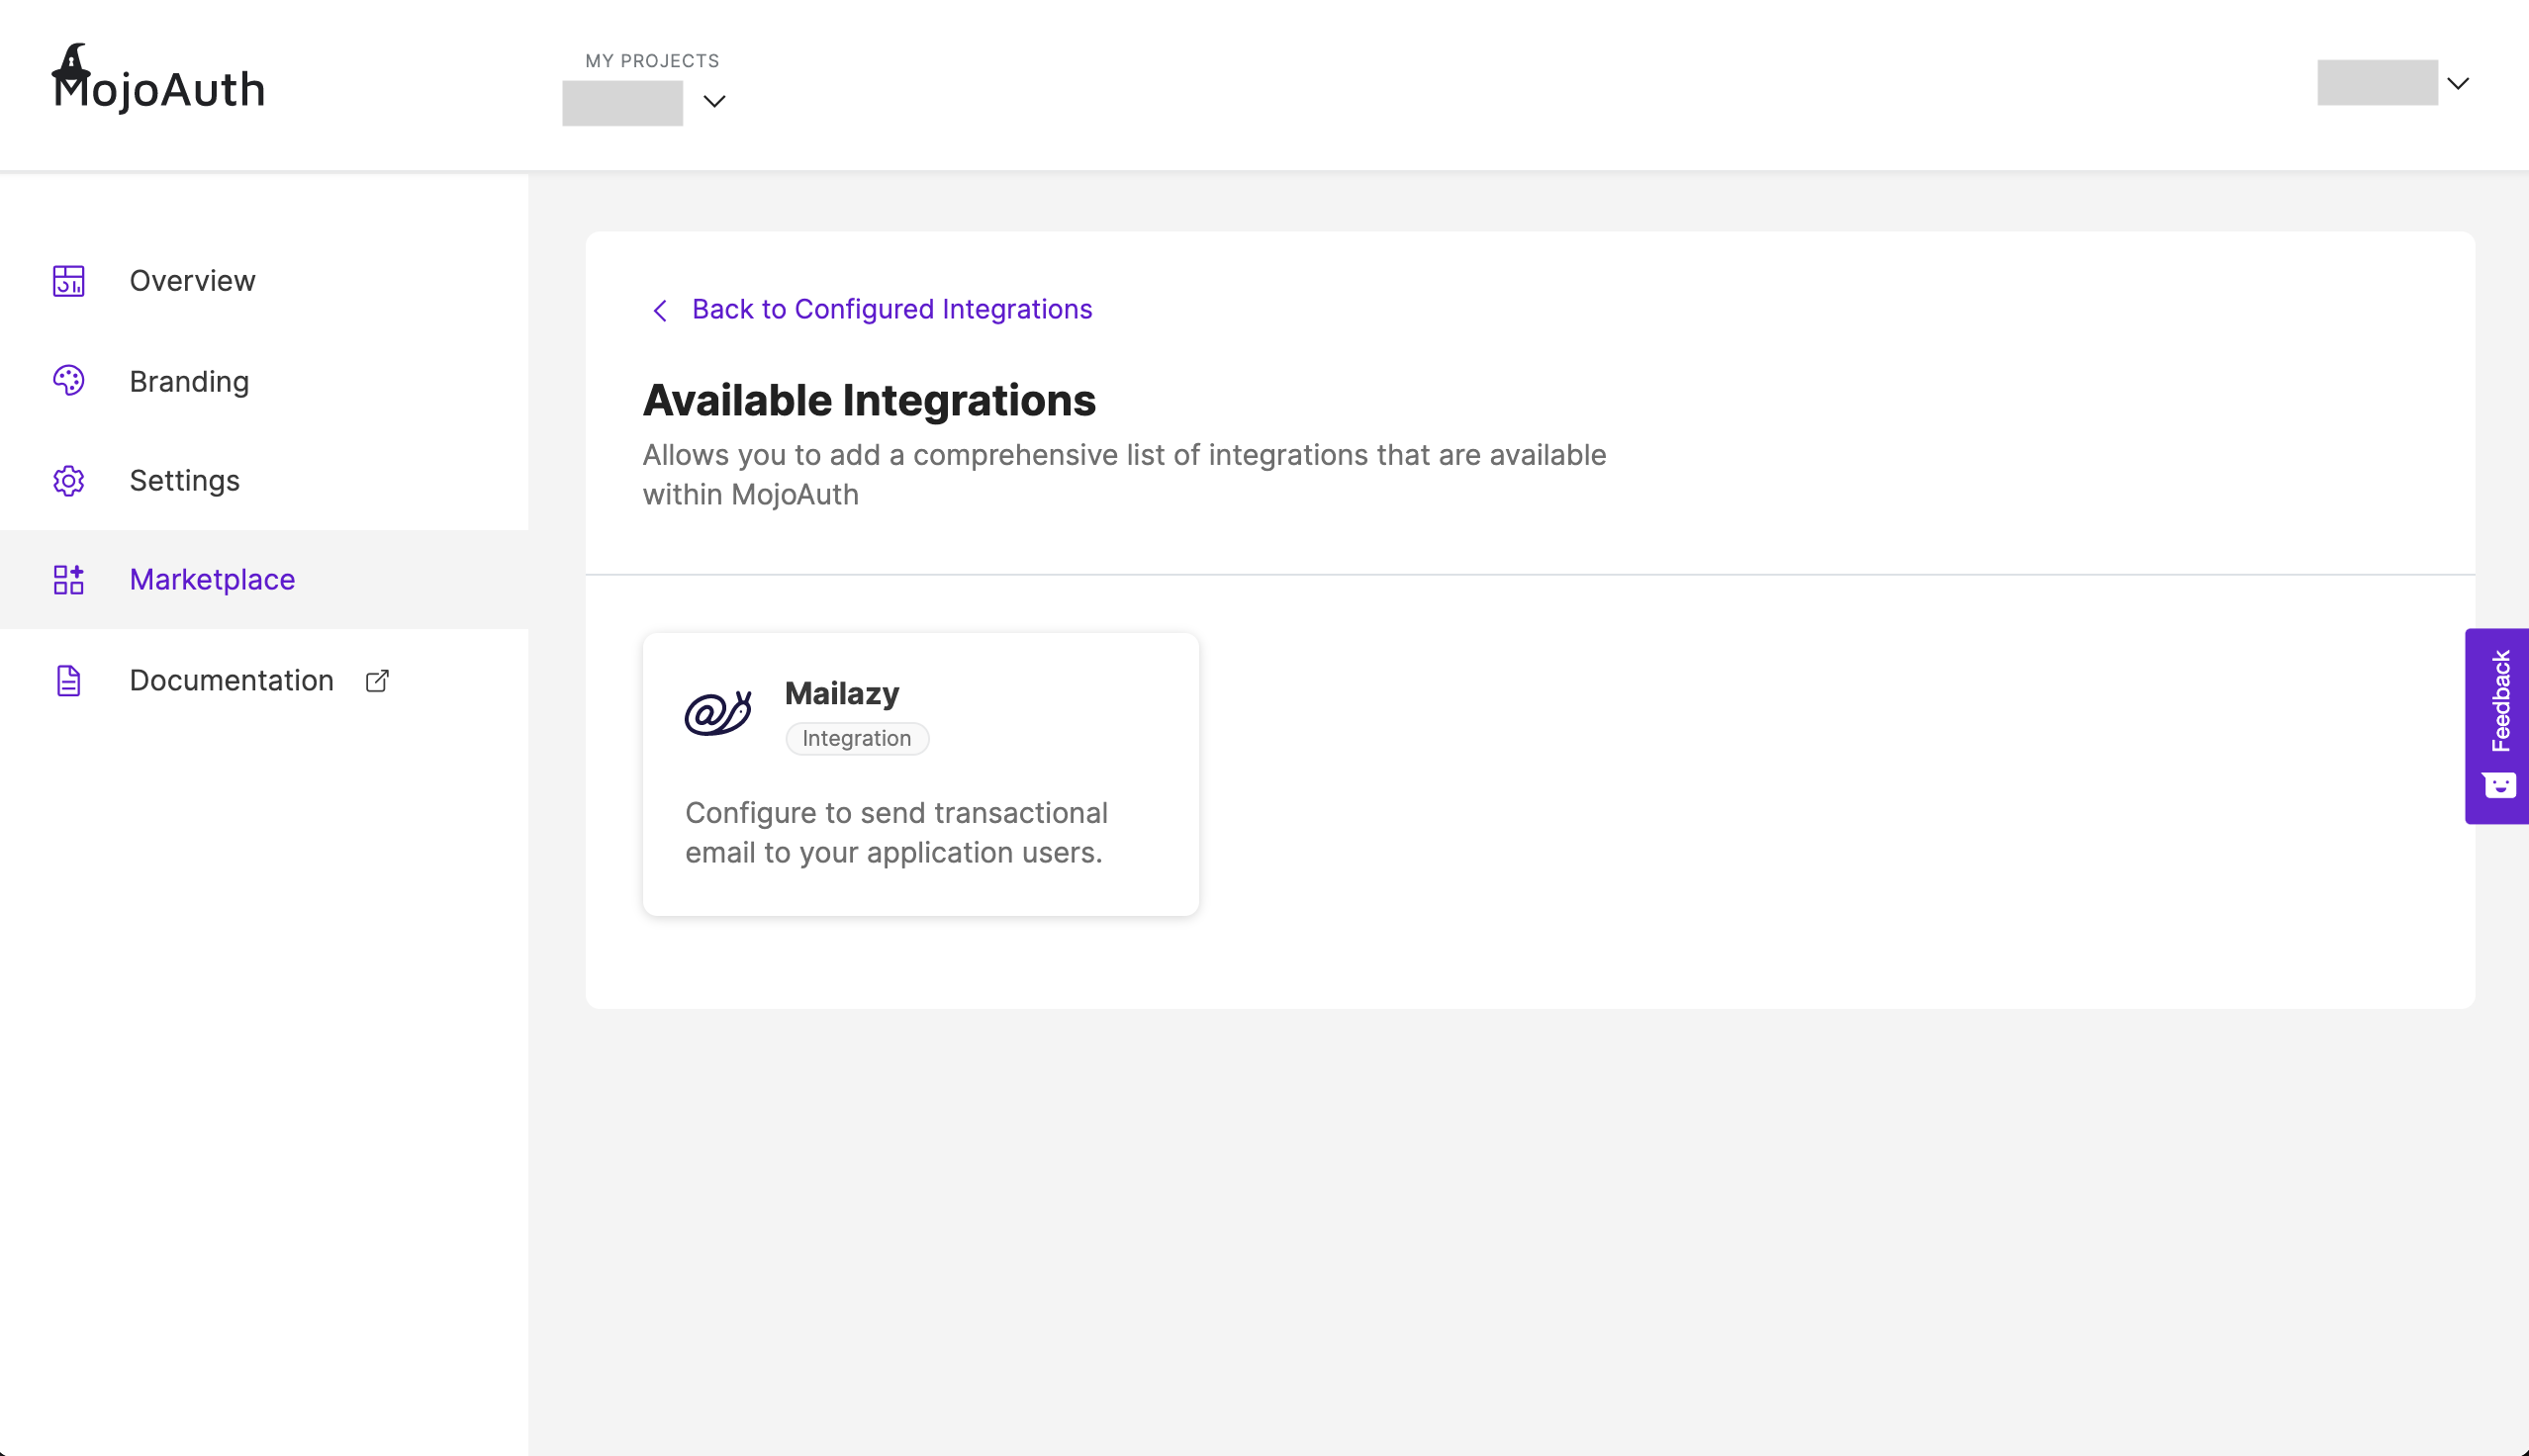 MojoAuth
MY PROJECTS
Overview
Branding
Settings
Marketplace
Documentation
Back to Configured Integrations
Available Integrations
Allows you to add a comprehensive list of integrations that are available
within MojoAuth
Mailazy
Integration
Configure to send transactional
email to your application users.
Feedback